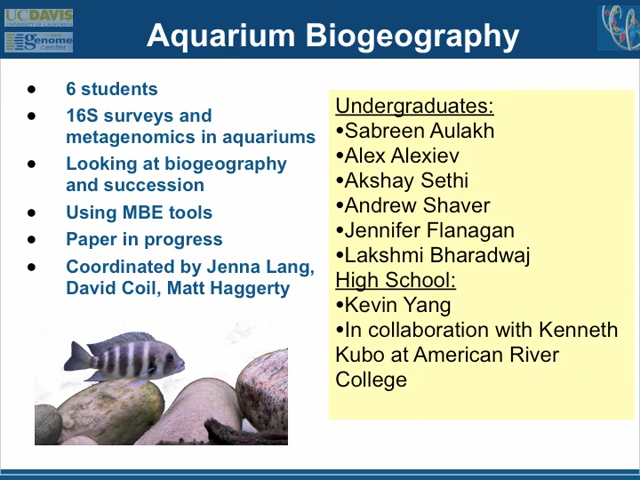 UCDAVIS
UNIVERSITY OF CALIFORNIA
genome
center
Aquarium Biogeography
● 6 students
● 16S surveys and
metagenomics in aquariums
● Looking at biogeography
and succession
● Using MBE tools
● Paper in progress
● Coordinated by Jenna Lang,
David Coil, Matt Haggerty
Undergraduates:
•Sabreen Aulakh
•Alex Alexiev
•Akshay Sethi
•Andrew Shaver
•Jennifer Flanagan
•Lakshmi Bharadwaj
High School:
•Kevin Yang
•In collaboration with Kenneth
Kubo at American River
College